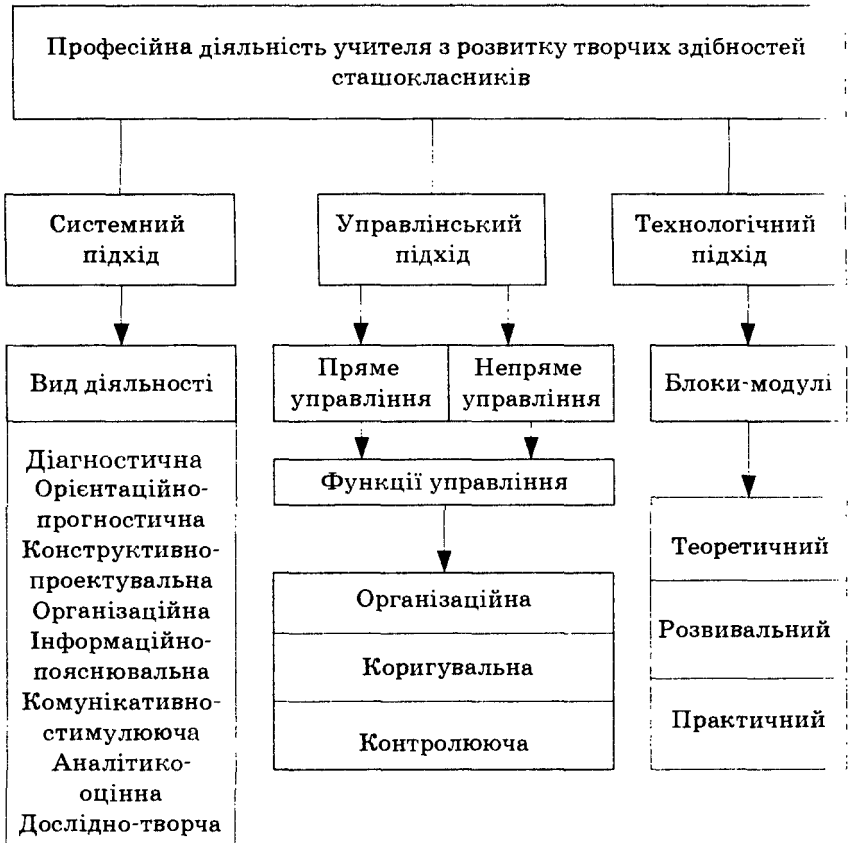 Професійна діяльність учителя з розвитку творчих здібностей
сташокласників
Системний
підхід
Управлінський
підхід
Технологічний
підхід
Вид діяльності
Діагностична
Орієнтаційно-
прогностична
Конструктивно-
проектувальна
Організаційна
Інформаційно-
пояснювальна
Комунікативно-
стимулююча
Аналітико-
оцінна
Дослідно-творча
Пряме
управління
Непряме
управління
Функції управління
Організаційна
Коригувальна
Контролююча
Блоки-модулі
Теоретичний
Розвивальний
Практичний